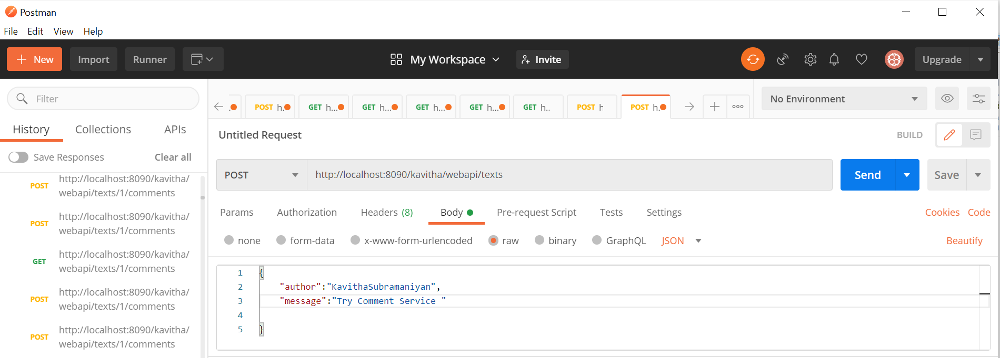 Postman
File Edit View Help
New Import Runner My Workspace Invite Upgrade
Filter
POST h... GET h... GET h... GET h... GET h... GET h.. POST h POST h.
No Environment
History Collections APIs
Untitled Request
BUILD
Save Responses Clear all
POST http://localhost:8090/kavitha/webapi/texts Send Save
POST http://localhost:8090/kavitha/
webapi/texts/1/comments
POST http://localhost:8090/kavitha/
webapi/texts/1/comments
GET http://localhost:8090/kavitha/
webapi/texts/1/comments
POST http://localhost:8090/kavitha/
webapi/texts/1/comments
POST http://localhost:8090/kavitha/
webapi/texts/1/comments
Params Authorization Headers (8) Body Pre-request Script Tests Settings Cookies Code
none form-data x-www-form-urlencoded raw binary GraphQL JSON Beautify
1 {
2 "author":"KavithaSubramaniyan",
3 "message":"Try Comment Service "
4
5 }